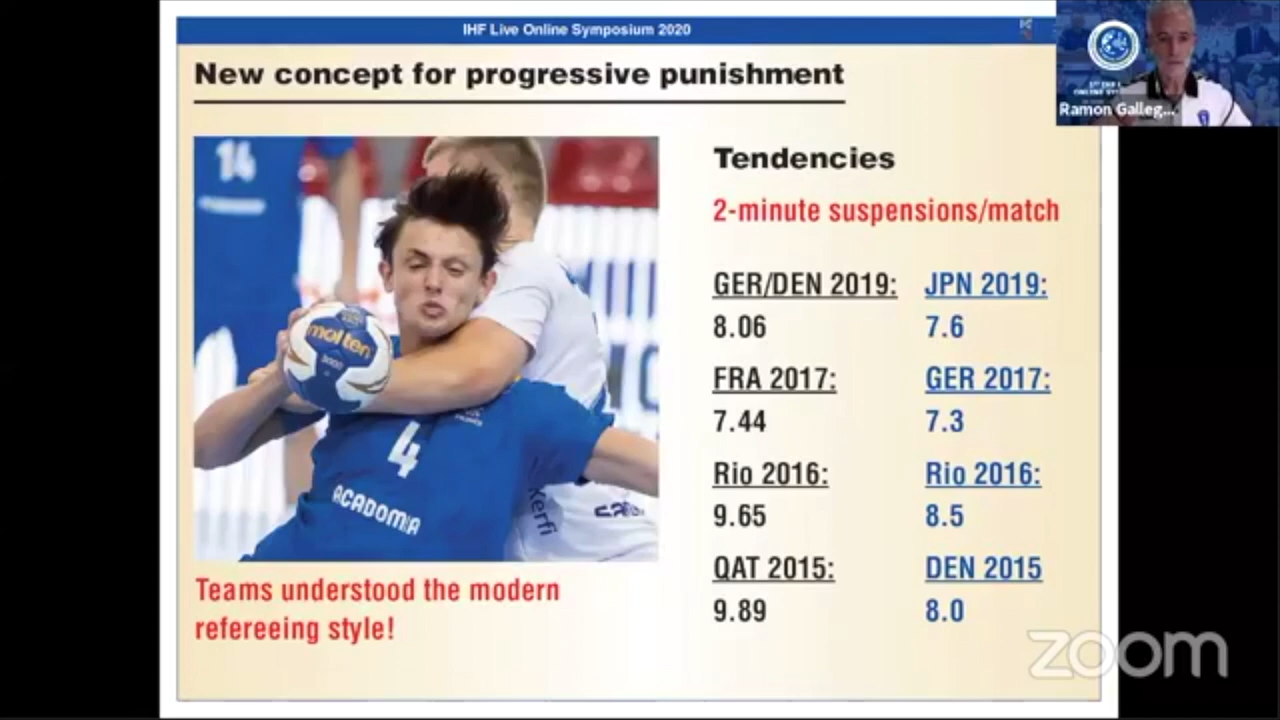 IHF Live Online Symposium 2020
New concept for progressive punishment
Ramon Galleg...
14
molten
4
ACADOMIA
Kerfi
Teams understood the modern
refereeing style!
Tendencies
2-minute suspensions/match
GER/DEN 2019: JPN 2019:
8.06 7.6
FRA 2017: GER 2017:
7.44 7.3
Rio 2016: Rio 2016:
9.65 8.5
QAT 2015: DEN 2015
9.89 8.0
zoom